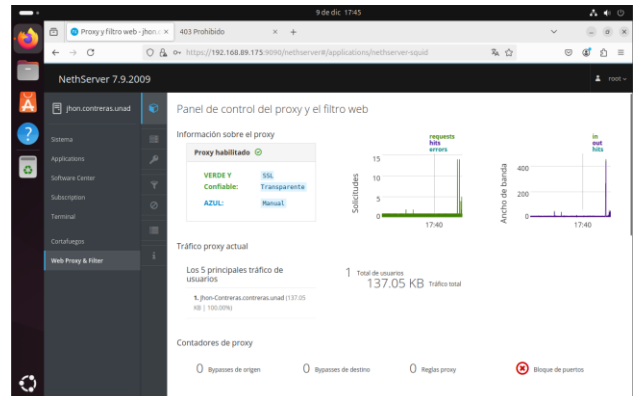 9 de dic 17:45
Proxy y filtro web - jhon.c
403 Prohibido
https://192.168.89.175:9090/nethserver#/applications/nethserver-squid
NethServer 7.9.2009
root
jhon.contreras.unad
Sistema
Applications
Software Center
Subscription
Terminal
Cortafuegos
Web Proxy & Filter
Panel de control del proxy y el filtro web
Información sobre el proxy
Proxy habilitado
VERDE Y Confiable:
SSL
Transparente
AZUL:
Manual
requests
hits
errors
Solicitudes
15
10
5
0
17:40
in
out
hits
Ancho de banda
400
200
0
17:40
Tráfico proxy actual
Los 5 principales tráfico de
usuarios
1. Jhon-Contreras.contreras.unad (137.05
KB | 100.00%)
1 Total de usuarios
137.05 KB Tráfico total
Contadores de proxy
0 Bypasses de origen
0 Bypasses de destino
0 Reglas proxy
Bloque de puertos